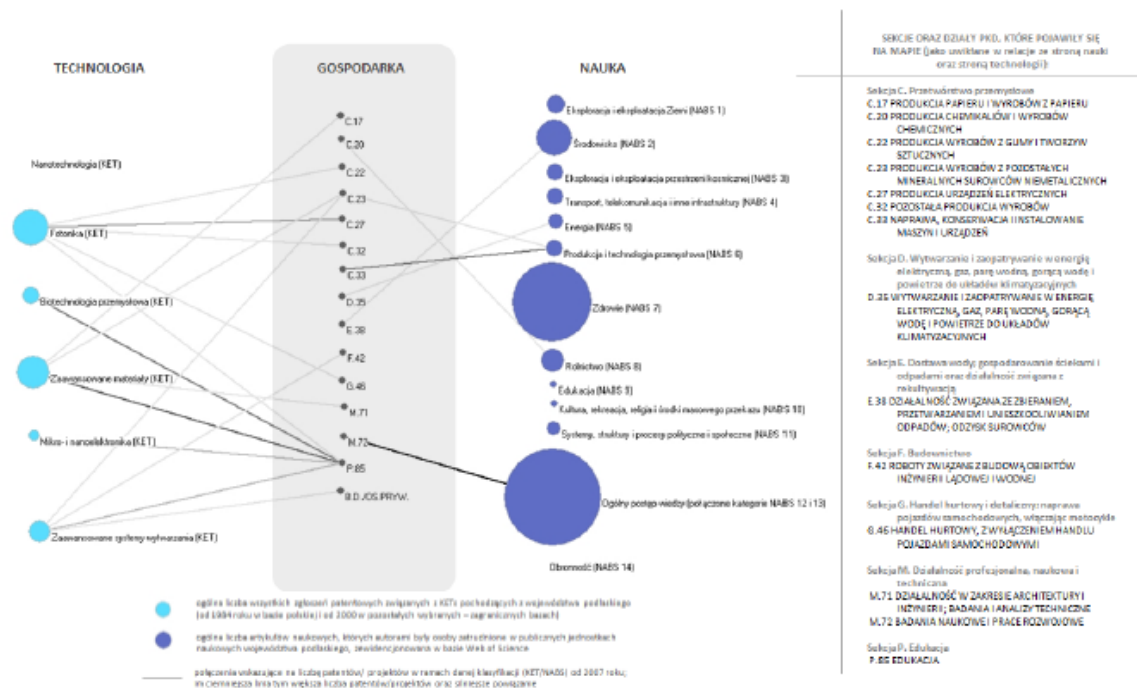 TECHNOLOGIA
GOSPODARKA
NAUKA
Nanotechnologia (KET)
Fotonika (KET)
Biotechnologia przemysłowa (KET)
Zaawansowane materiały (KET)
Mikro- i nanoelektronika (KET)
Zaawansowane systemy wytwarzania (KET)
C.17
C.20
C.22
C.23
C.27
C.32
C.33
D.35
E.38
F.42
G.46
M.71
M.72
P.85
B.D./OS.PRYW.
Eksploracja i eksploatacja Ziemi (NABS 1)
Środowisko (NABS 2)
Eksploracja i eksploatacja przestrzeni kosmicznej (NABS 3)
Transport, telekomunikacja i inne infrastruktury (NABS 4)
Energia (NABS 5)
Produkcja i technologia przemysłowa (NABS 6)
Zdrowie (NABS 7)
Rolnictwo (NABS 8)
Edukacja (NABS 9)
Kultura, rekreacja, religia i środki masowego przekazu (NABS 10)
Systemy, struktury i procesy polityczne i społeczne (NABS 11)
Ogólny postęp wiedzy (połączone kategorie NABS 12 i 13)
Obronność (NABS 14)
ogólna liczba wszystkich zgłoszeń patentowych związanych z KETs pochodzących z województwa podlaskiego
(od 1984 roku w bazie polskiej i od 2000 w pozostałych wybranych – zagranicznych bazach)
ogólna liczba artykułów naukowych, których autorami były osoby zatrudnione w publicznych jednostkach
naukowych województwa podlaskiego, zewidencjonowana w bazie Web of Science
połączenia wskazujące na liczbę patentów/ projektów w ramach danej klasyfikacji (KET/NABS) od 2007 roku;
im ciemniejsza linia tym większa liczba patentów/projektów oraz silniejsze powiązanie
SEKCJE ORAZ DZIAŁY PKD, KTÓRE POJAWIŁY SIĘ
NA MAPIE (jako uwikłane w relacje ze stroną nauki
oraz stroną technologii):
Sekcja C. Przetwórstwo przemysłowe
C.17 PRODUKCJA PAPIERU I WYROBÓW Z PAPIERU
C.20 PRODUKCJA CHEMIKALIÓW I WYROBÓW
CHEMICZNYCH
C.22 PRODUKCJA WYROBÓW Z GUMY I TWORZYW
SZTUCZNYCH
C.23 PRODUKCJA WYROBÓW Z POZOSTAŁYCH
MINERALNYCH SUROWCÓW NIEMETALICZNYCH
C.27 PRODUKCJA URZĄDZEŃ ELEKTRYCZNYCH
C.32 POZOSTAŁA PRODUKCJA WYROBÓW
C.33 NAPRAWA, KONSERWACJA I INSTALOWANIE
MASZYN I URZĄDZEŃ
Sekcja D. Wytwarzanie i zaopatrywanie w energię
elektryczną, gaz, parę wodną, gorącą wodę i
powietrze do układów klimatyzacyjnych
D.35 WYTWARZANIE I ZAOPATRYWANIE W ENERGIĘ
ELEKTRYCZNĄ, GAZ, PARĘ WODNĄ, GORĄCĄ
WODĘ I POWIETRZE DO UKŁADÓW
KLIMATYZACYJNYCH
Sekcja E. Dostawa wody; gospodarowanie ściekami i
odpadami oraz działalność związana z
rekultywacją
E.38 DZIAŁALNOŚĆ ZWIĄZANA ZE ZBIERANIEM,
PRZETWARZANIEM I UNIESZKODLIWIANIEM
ODPADÓW; ODZYSK SUROWCÓW
Sekcja F. Budownictwo
F.42 ROBOTY ZWIĄZANE Z BUDOWĄ OBIEKTÓW
INŻYNIERII LĄDOWEJ I WODNEJ
Sekcja G. Handel hurtowy i detaliczny; naprawa
pojazdów samochodowych, włączając motocykle
G.46 HANDEL HURTOWY, Z WYŁĄCZENIEM HANDLU
POJAZDAMI SAMOCHODOWYMI
Sekcja M. Działalność profesjonalna, naukowa i
techniczna
M.71 DZIAŁALNOŚĆ W ZAKRESIE ARCHITEKTURY I
INŻYNIERII; BADANIA I ANALIZY TECHNICZNE
M.72 BADANIA NAUKOWE I PRACE ROZWOJOWE
Sekcja P. Edukacja
P.85 EDUKACJA